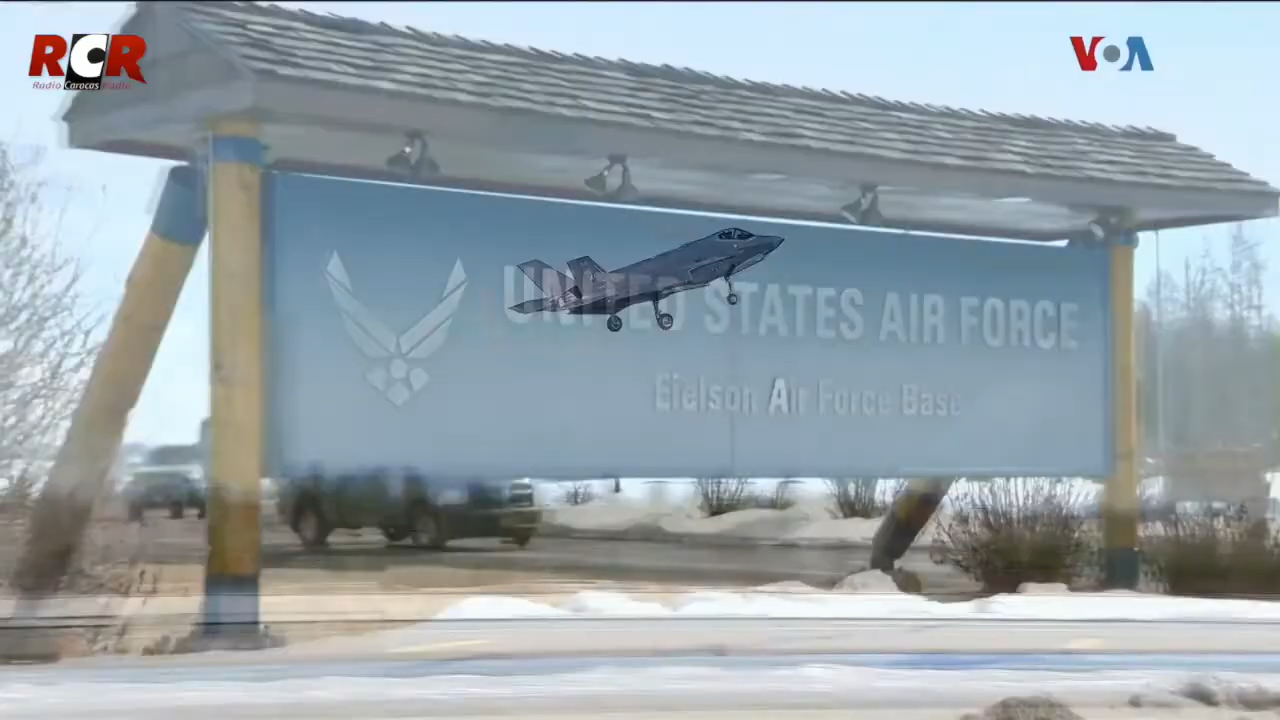 RCR
Radio Caracas Radio
VOA
UNITED STATES AIR FORCE
Eielson Air Force Base